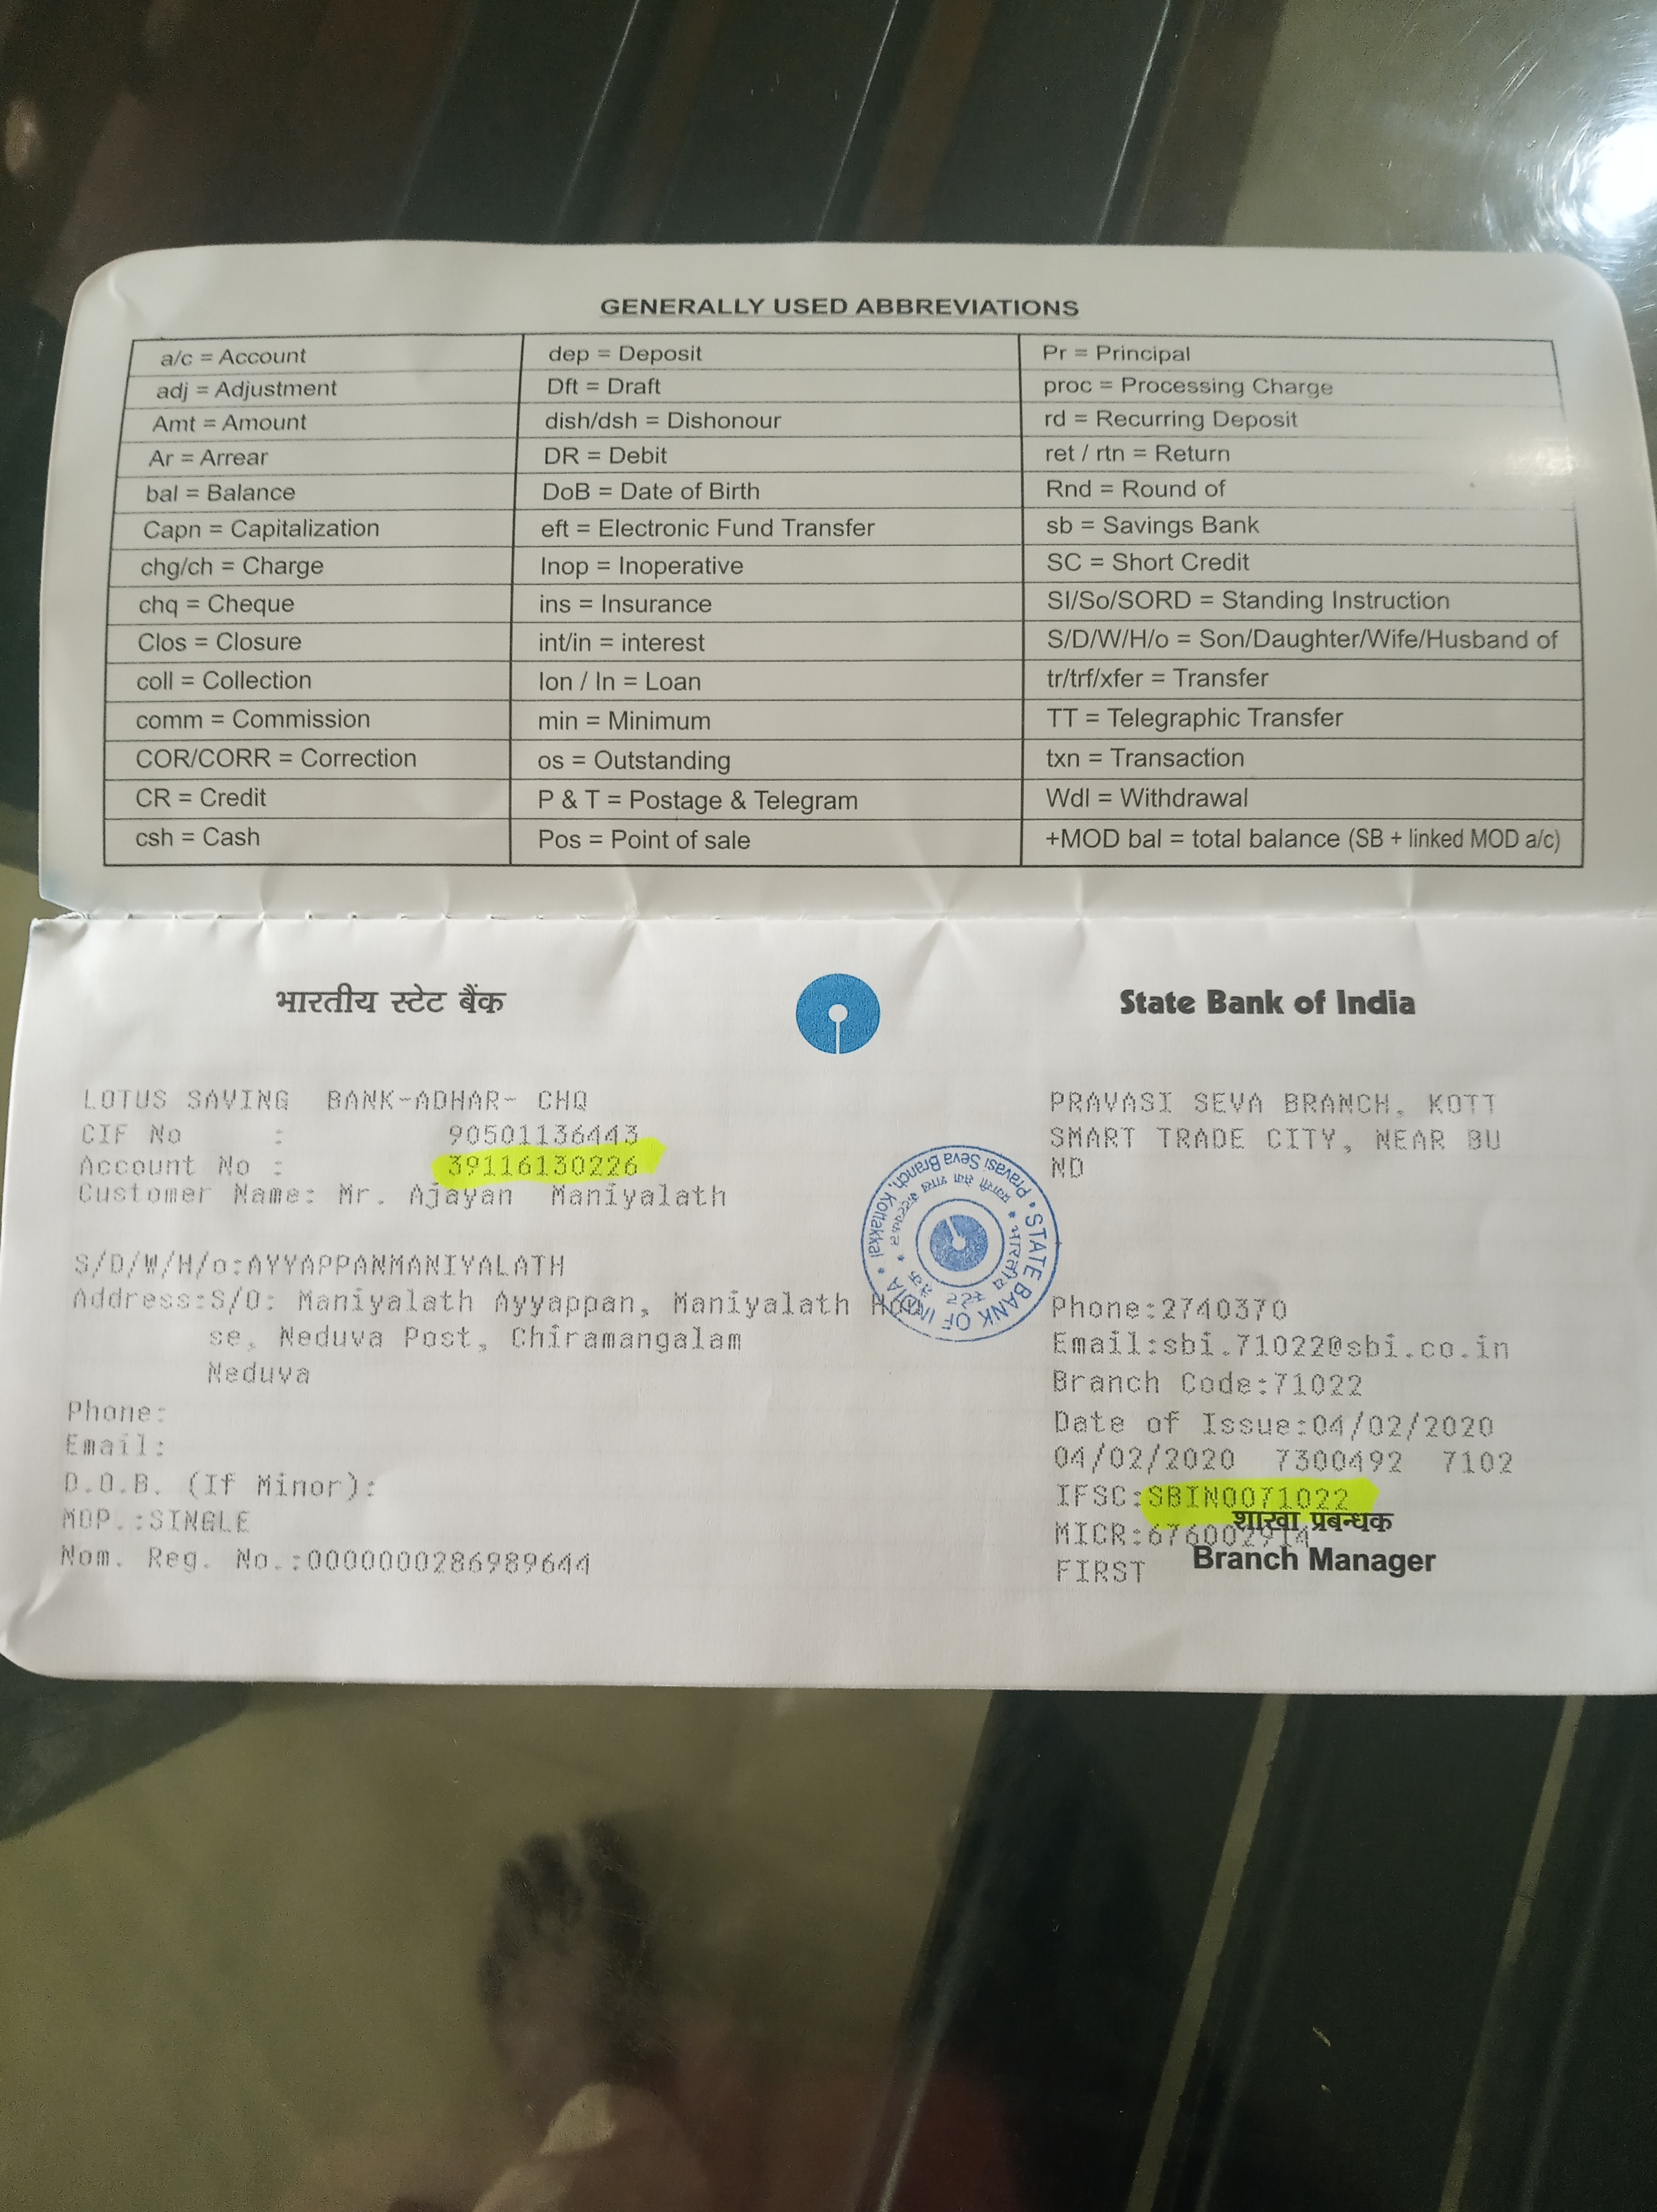 GENERALLY USED ABBREVIATIONS
a/c = Account
dep = Deposit
Pr = Principal
adj = Adjustment
Dft = Draft
proc = Processing Charge
Amt = Amount
dish/dsh = Dishonour
rd = Recurring Deposit
Ar = Arrear
DR = Debit
ret / rtn = Return
bal = Balance
DoB = Date of Birth
Rnd = Round of
Capn = Capitalization
eft = Electronic Fund Transfer
sb = Savings Bank
chg/ch = Charge
Inop = Inoperative
SC = Short Credit
chq = Cheque
ins = Insurance
SI/So/SORD = Standing Instruction
Clos = Closure
int/in = interest
S/D/W/H/o = Son/Daughter/Wife/Husband of
coll = Collection
lon / ln = Loan
tr/trf/xfer = Transfer
comm = Commission
min = Minimum
TT = Telegraphic Transfer
COR/CORR = Correction
os = Outstanding
txn = Transaction
CR = Credit
P & T = Postage & Telegram
Wdl = Withdrawal
csh = Cash
Pos = Point of sale
+MOD bal = total balance (SB + linked MOD a/c)
भारतीय स्टेट बैंक
State Bank of India
LOTUS SAVING BANK-ADHAR- CHQ
CIF No : 90501136443
Account No : 39116130226
Customer Name: Mr. Ajayan Maniyalath
S/D/W/H/o:AYYAPPANMANIYALATH
Address:S/O: Maniyalath Ayyappan, Maniyalath Hou
se, Neduva Post, Chiramangalam
Neduva
Phone:
Email:
D.O.B. (If Minor):
MOP.:SINGLE
Nom. Reg. No.:0000000286989644
STATE BANK OF INDIA
Pravasi Seva Branch, Kottakkal
PRAVASI SEVA BRANCH, KOTT
SMART TRADE CITY, NEAR BU
ND
Phone:2740370
Email:sbi.71022@sbi.co.in
Branch Code:71022
Date of Issue:04/02/2020
04/02/2020 7300492 7102
IFSC:SBIN0071022
शाखा प्रबन्धक
MICR:676002914
Branch Manager
FIRST